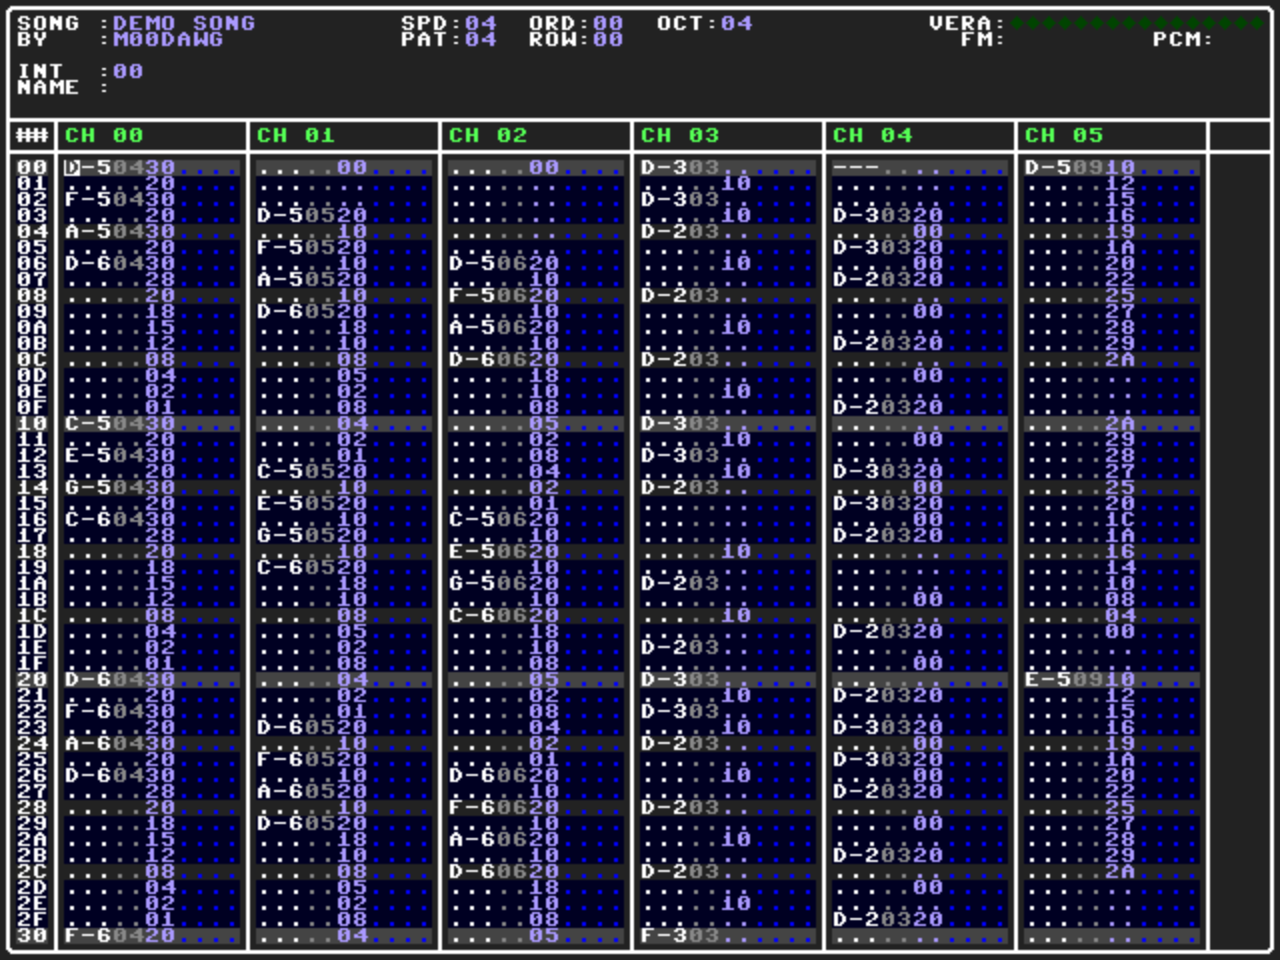 SONG :DEMO SONG SPD:04 ORD:00 OCT:04 VERA:
BY :M00DAWG PAT:04 ROW:00 FM: PCM:
INT :00
NAME :
## CH 00 CH 01 CH 02 CH 03 CH 04 CH 05
00 D-50430 00 00 D-303 --- D-50910
01 20 10 12
02 F-50430 D-303 15
03 20 D-50520 10 D-30320 16
04 A-50430 10 D-203 00 19
05 20 F-50520 D-30320 1A
06 D-60430 10 D-50620 10 00 20
07 28 A-50520 10 D-20320 22
08 20 10 F-50620 D-203 25
09 18 D-60520 10 00 27
0A 15 18 A-50620 10 28
0B 12 10 10 D-20320 29
0C 08 08 D-60620 D-203 2A
0D 04 05 18 00
0E 02 02 10 10
0F 01 08 08 D-20320
10 C-50430 04 05 D-303 2A
11 20 02 02 10 00 29
12 E-50430 01 08 D-303 28
13 20 C-50520 04 10 D-30320 27
14 G-50430 10 02 D-203 00 25
15 20 E-50520 01 D-30320 20
16 C-60430 10 C-50620 00 1C
17 28 G-50520 10 D-20320 1A
18 20 10 E-50620 10 16
19 18 C-60520 10 14
1A 15 18 G-50620 D-203 10
1B 12 10 10 00 08
1C 08 08 C-60620 10 04
1D 04 05 18 D-20320 00
1E 02 02 10 D-203
1F 01 08 08 00
20 D-60430 04 05 D-303 E-50910
21 20 02 02 10 D-20320 12
22 F-60430 01 08 D-303 15
23 20 D-60520 04 10 D-30320 16
24 A-60430 10 02 D-203 00 19
25 20 F-60520 01 D-30320 1A
26 D-60430 10 D-60620 10 00 20
27 28 A-60520 10 D-20320 22
28 20 10 F-60620 D-203 25
29 18 D-60520 10 00 27
2A 15 18 A-60620 10 28
2B 12 10 10 D-20320 29
2C 08 08 D-60620 D-203 2A
2D 04 05 18 00
2E 02 02 10 10
2F 01 08 08 D-20320
30 F-60420 04 05 F-303